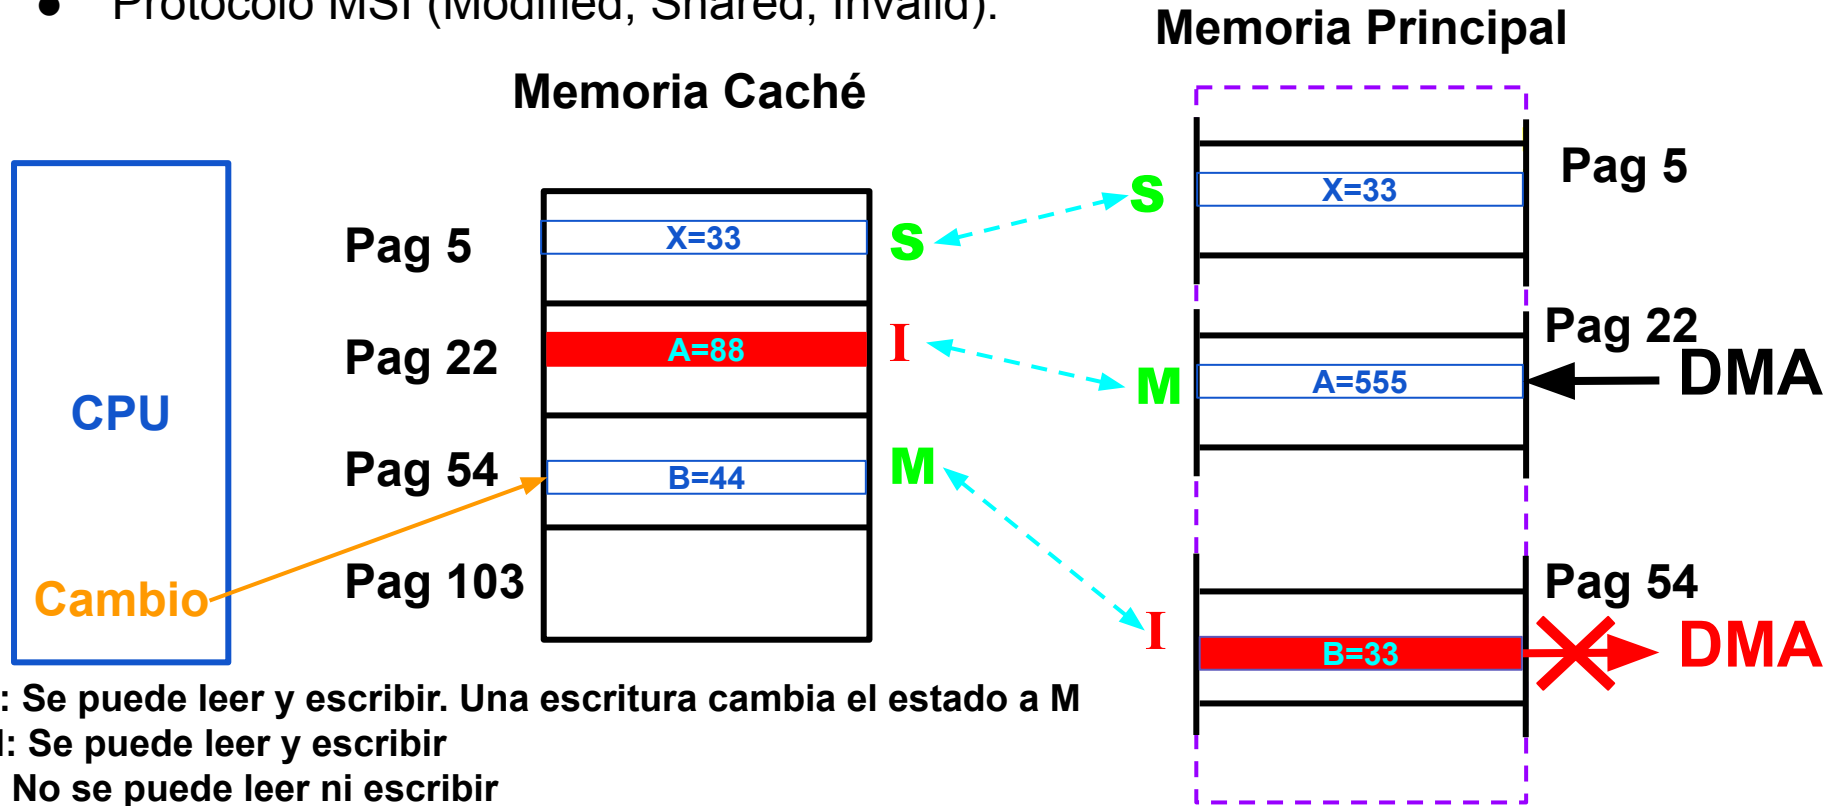 ● Protocolo MSI (Modified, Shared, Invalid).
Memoria Principal
Memoria Caché
Pag 5
X=33
S
S
X=33
Pag 5
Pag 22
A=88
I
M
A=555
Pag 22
DMA
CPU
Pag 54
B=44
M
Cambio
Pag 103
I
B=33
Pag 54
DMA
: Se puede leer y escribir. Una escritura cambia el estado a M
: Se puede leer y escribir
No se puede leer ni escribir